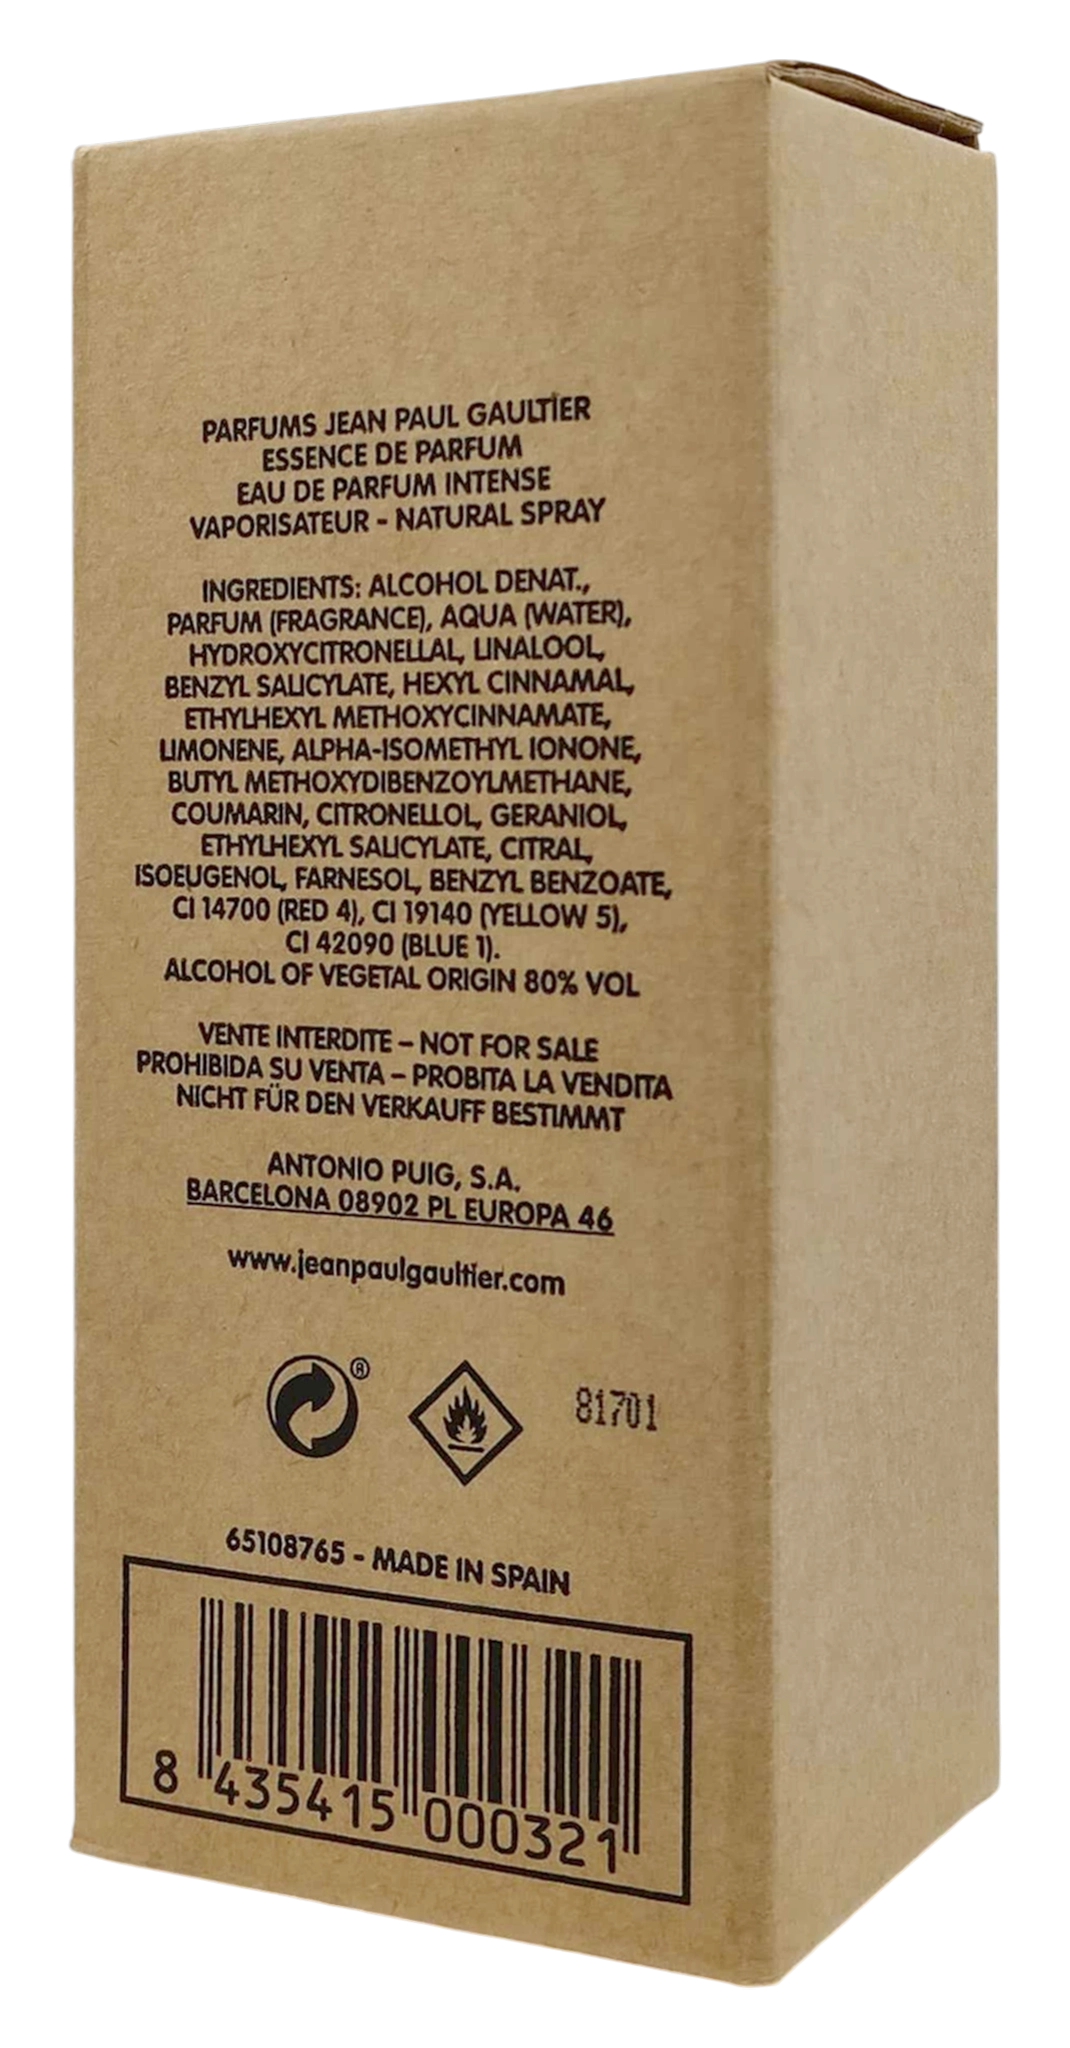 PARFUMS JEAN PAUL GAULTIER
ESSENCE DE PARFUM
EAU DE PARFUM INTENSE
VAPORISATEUR - NATURAL SPRAY
INGREDIENTS: ALCOHOL DENAT.,
PARFUM (FRAGRANCE), AQUA (WATER),
HYDROXYCITRONELLAL, LINALOOL,
BENZYL SALICYLATE, HEXYL CINNAMAL,
ETHYLHEXYL METHOXYCINNAMATE,
LIMONENE, ALPHA-ISOMETHYL IONONE,
BUTYL METHOXYDIBENZOYLMETHANE,
COUMARIN, CITRONELLOL, GERANIOL,
ETHYLHEXYL SALICYLATE, CITRAL,
ISOEUGENOL, FARNESOL, BENZYL BENZOATE,
CI 14700 (RED 4), CI 19140 (YELLOW 5),
CI 42090 (BLUE 1).
ALCOHOL OF VEGETAL ORIGIN 80% VOL
VENTE INTERDITE – NOT FOR SALE
PROHIBIDA SU VENTA – PROBITA LA VENDITA
NICHT FÜR DEN VERKAUFF BESTIMMT
ANTONIO PUIG, S.A.
BARCELONA 08902 PL EUROPA 46
www.jeanpaulgaultier.com
®
81701
65108765 - MADE IN SPAIN
8 435415 000321